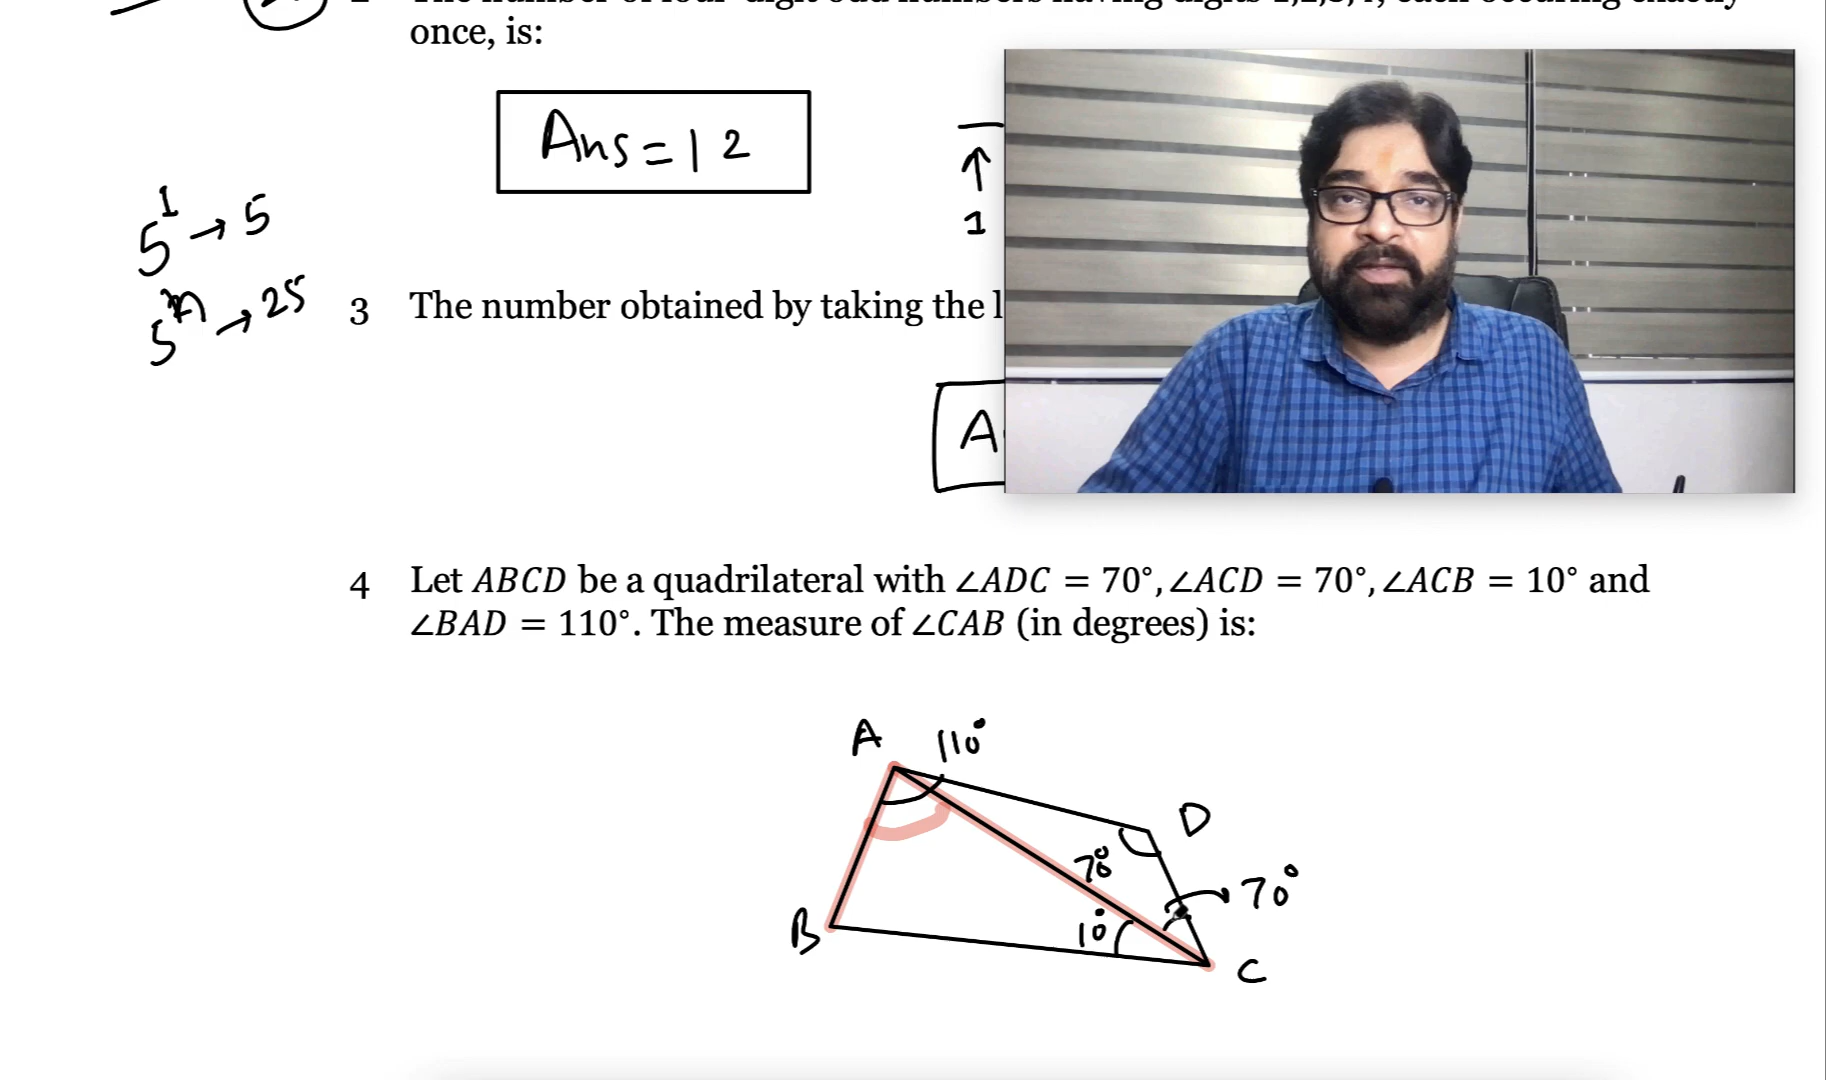 once, is:
Ans = 12
1
5¹ → 5
→ 25
3 The number obtained by taking the l
A
4 Let ABCD be a quadrilateral with ∠ADC = 70°, ∠ACD = 70°, ∠ACB = 10° and
∠BAD = 110°. The measure of ∠CAB (in degrees) is:
A 110°
D
70°
70°
B 10°
C